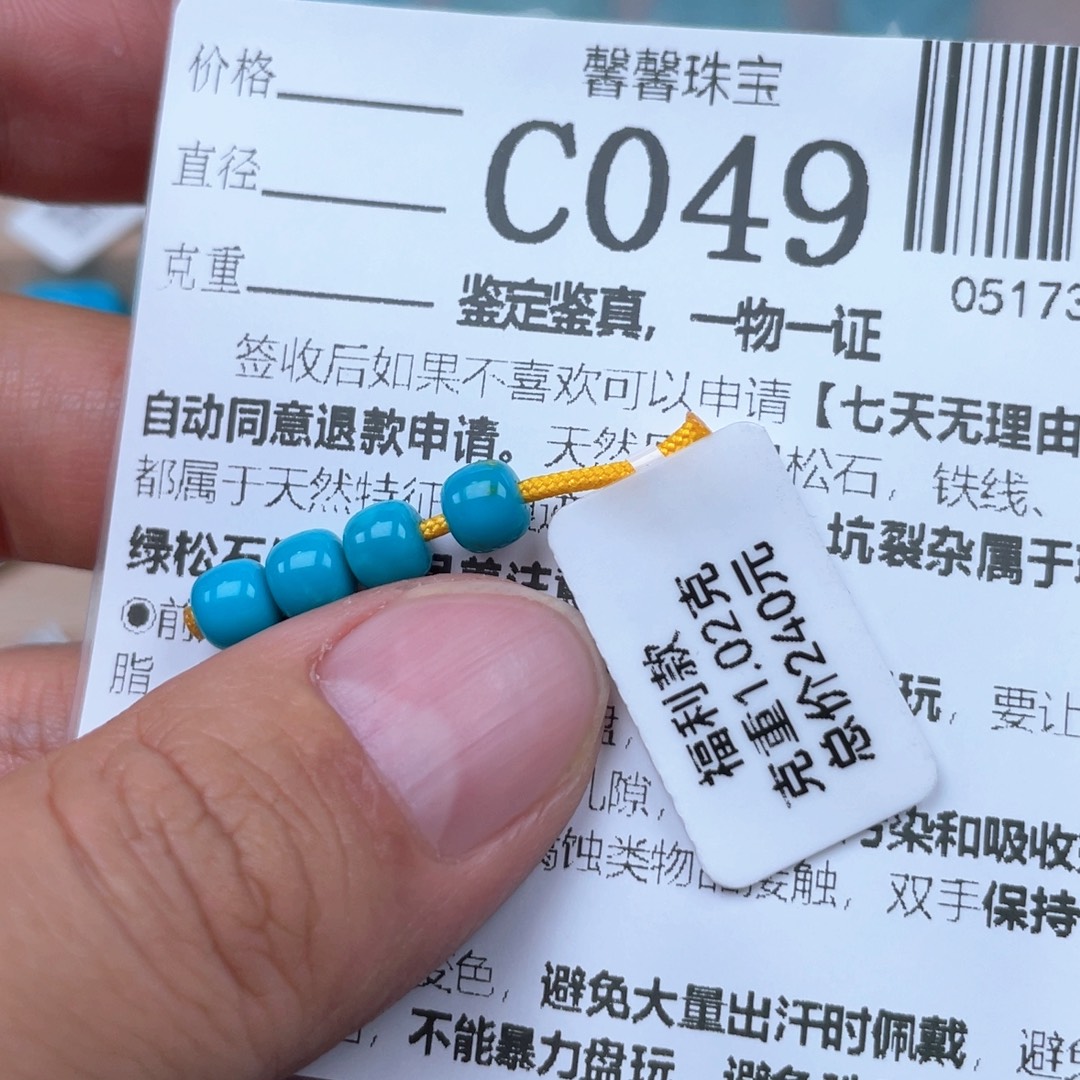 价格
馨馨珠宝
直径
C049
克重
05173
鉴定鉴真，一物一证
签收后如果不喜欢可以申请【七天无理由
自动同意退款申请。天然
松石，铁线、
都属于天然特征
坑裂杂属于
绿松石
前
脂
玩，要让
孔隙，
污染和吸收
腐蚀类物品接触，双手保持
变色，避免大量出汗时佩戴，避免
不能暴力盘玩，避免
福利款
克重1.02克
总价240元